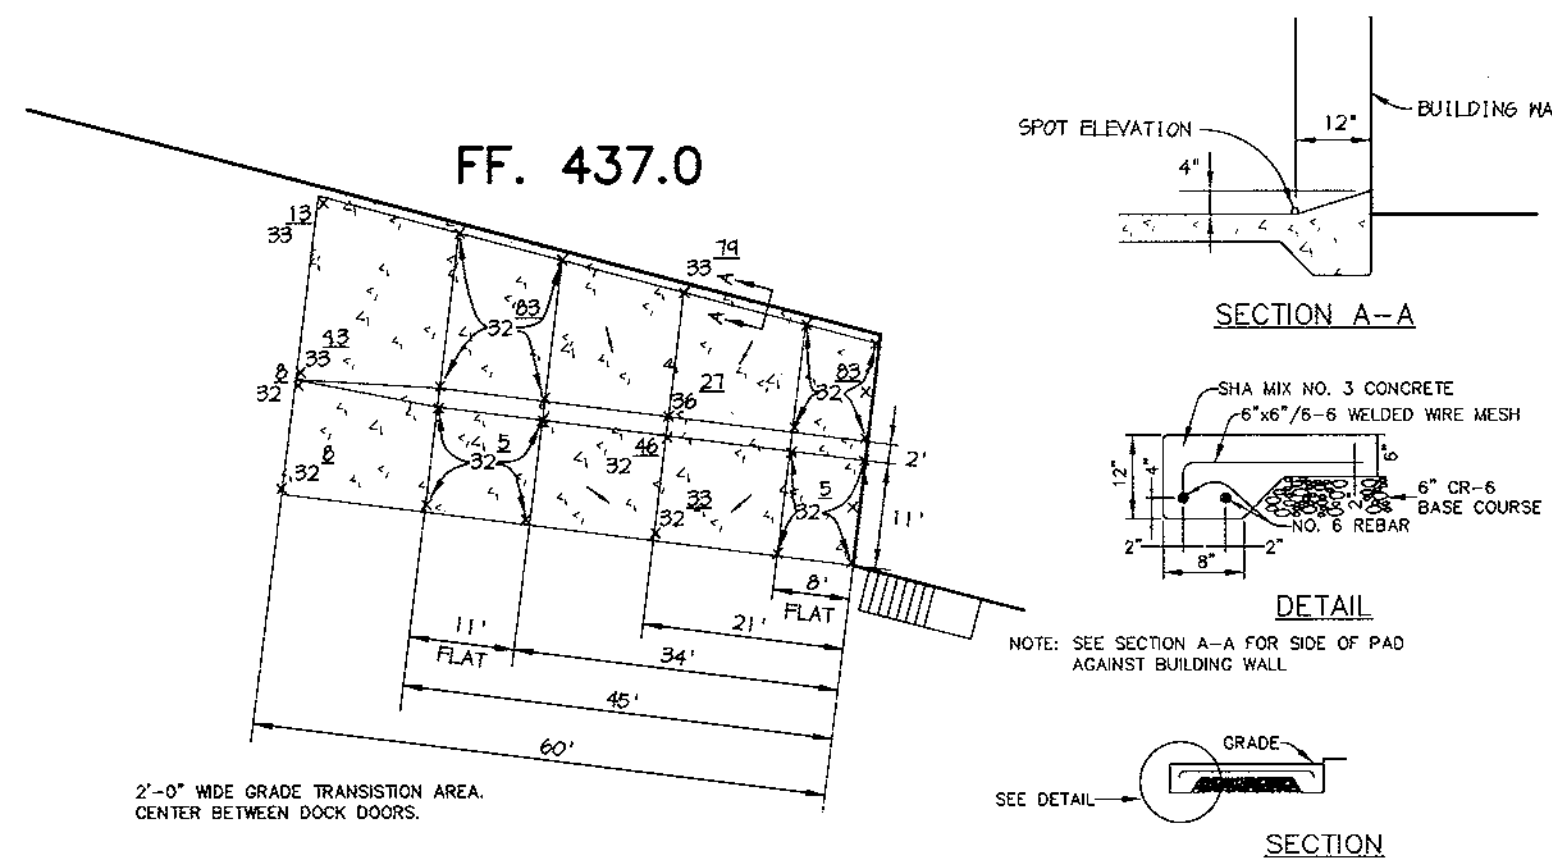 FF. 437.0
13
33
79
33
A
A
83
32
43
33
8
32
83
32
27
36
5
32
46
32
8
32
33
32
5
32
2'
11'
8'
FLAT
21'
11'
FLAT
34'
45'
60'
2'-0" WIDE GRADE TRANSISTION AREA.
CENTER BETWEEN DOCK DOORS.
SPOT ELEVATION
4"
12"
BUILDING WA
SECTION A-A
SHA MIX NO. 3 CONCRETE
6"x6"/6-6 WELDED WIRE MESH
12"
4"
6"
2"
6" CR-6
BASE COURSE
NO. 6 REBAR
2"
2"
8"
DETAIL
NOTE: SEE SECTION A-A FOR SIDE OF PAD
AGAINST BUILDING WALL
GRADE
SEE DETAIL
SECTION